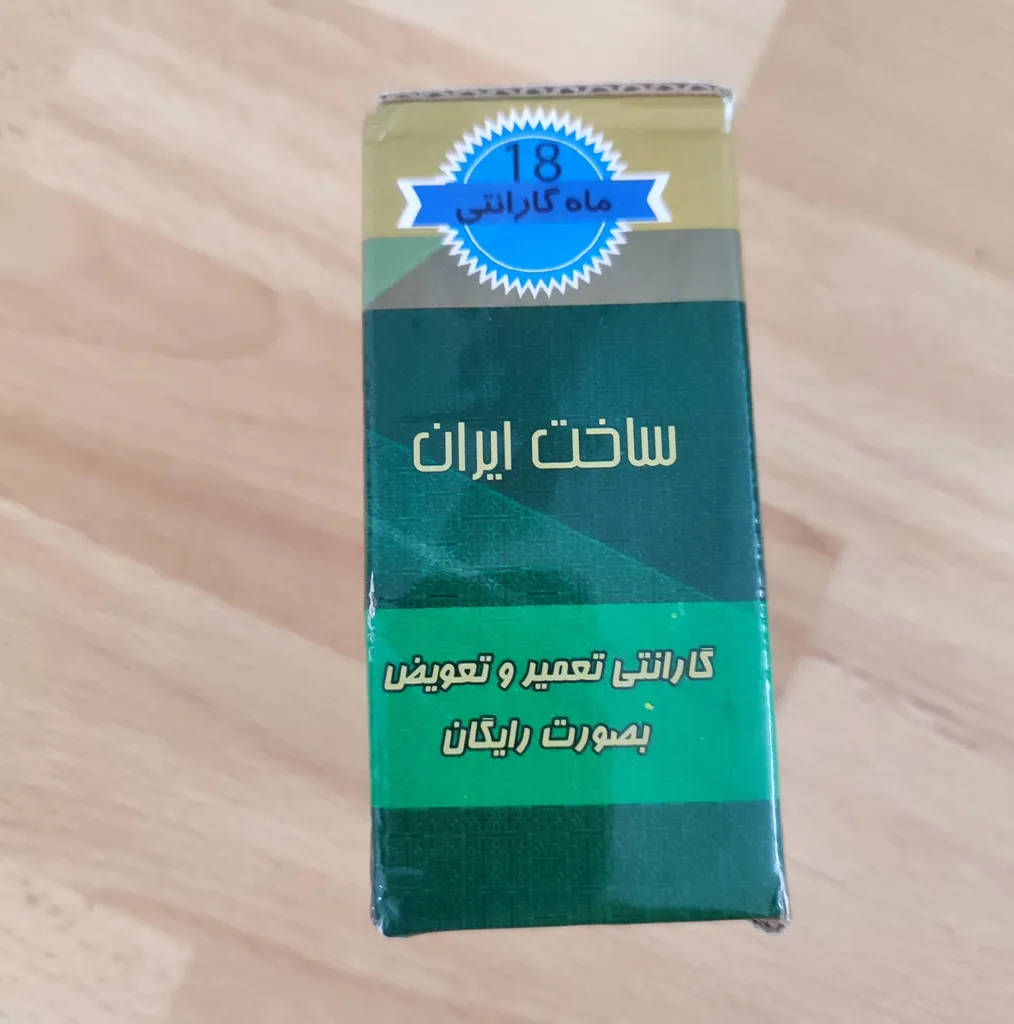 18
ماه گارانتی
ساخت ایران
گارانتی تعمیر و تعویض
بصورت رایگان